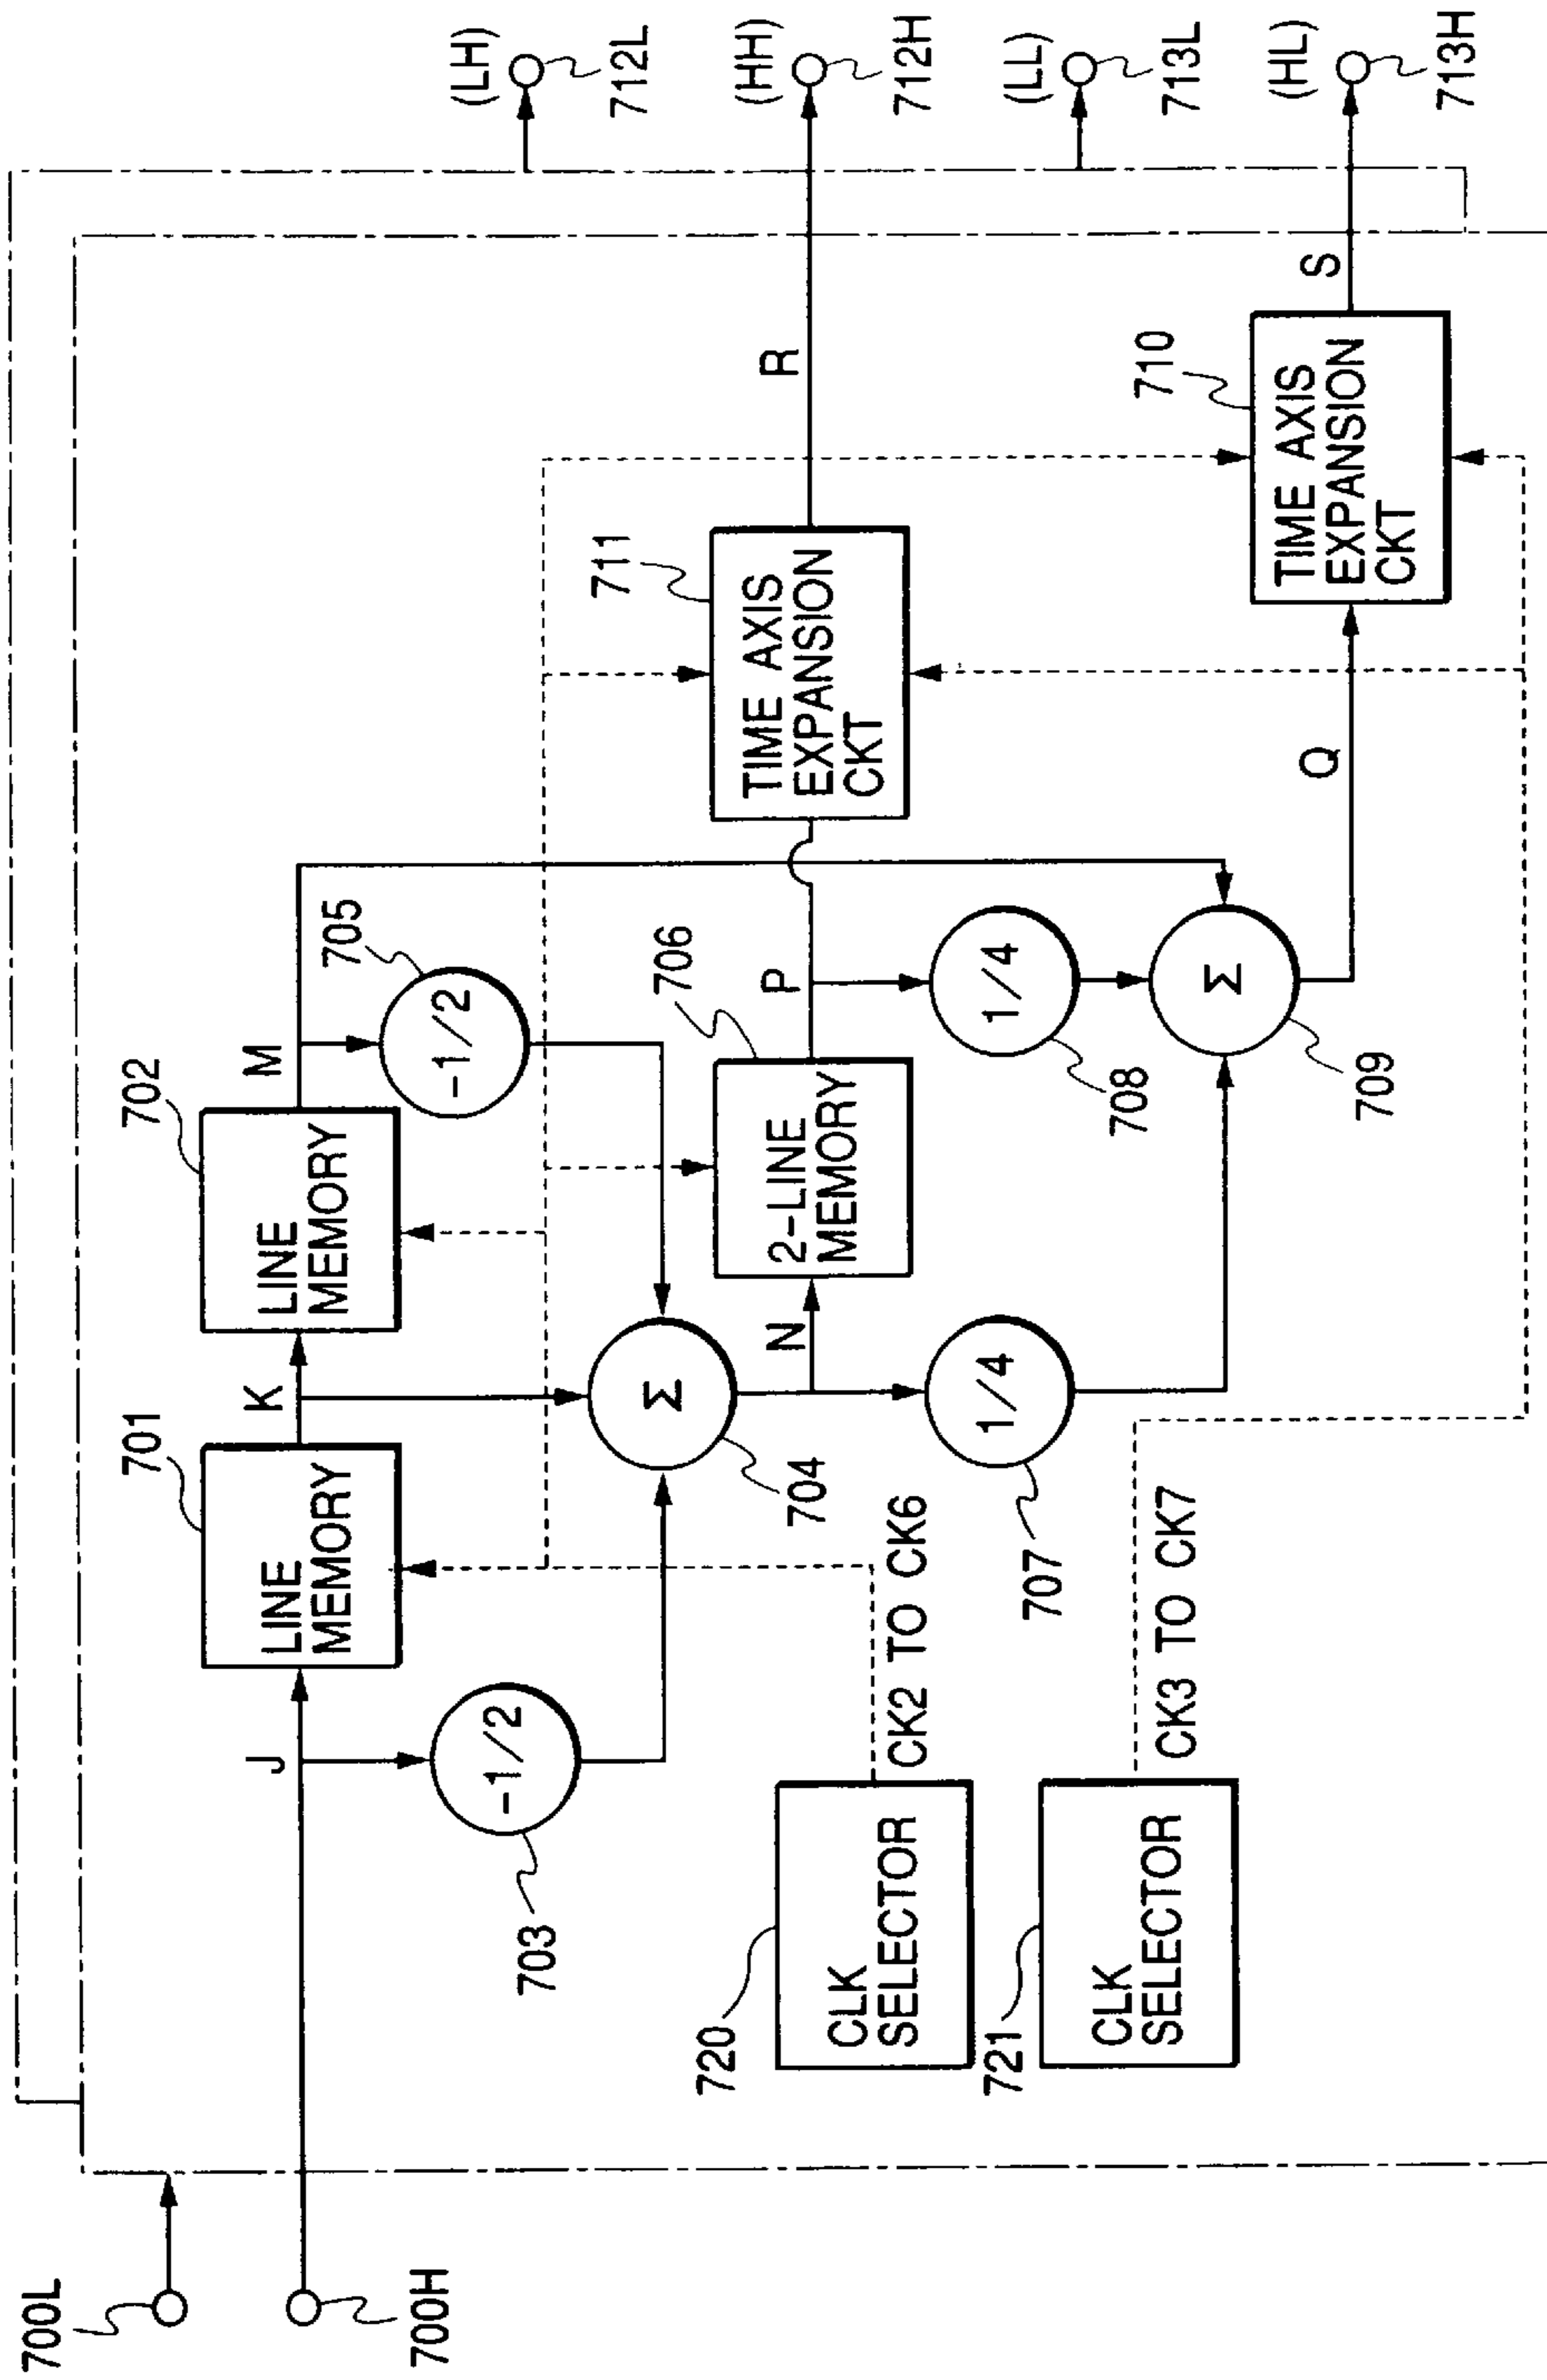 700L
700H
J
701
LINE
MEMORY
K
702
LINE
MEMORY
M
703
-1/2
705
-1/2
Σ
704
N
2-LINE
MEMORY
706
P
711
TIME AXIS
EXPANSION
CKT
R
707
1/4
708
1/4
Σ
709
Q
710
TIME AXIS
EXPANSION
CKT
S
720
CLK
SELECTOR
CK2 TO CK6
721
CLK
SELECTOR
CK3 TO CK7
(LH)
712L
(HH)
712H
(LL)
713L
(HL)
713H